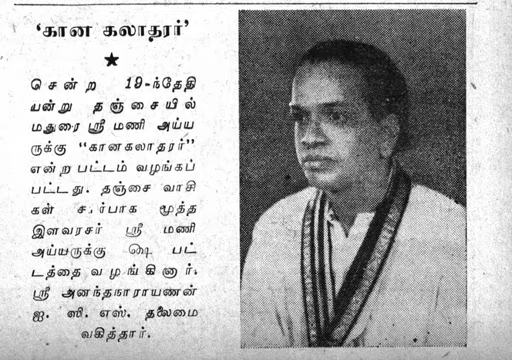 ‘கான கலாதரர்’
சென்ற 19-ந்தேதி
யன்று தஞ்சையில்
மதுரை ஸ்ரீ மணி அய்ய
ருக்கு “கானகலாதரர்”
என்ற பட்டம் வழங்கப்
பட்டது. தஞ்சை வாசி
கள் சார்பாக மூத்த
இளவரசர் ஸ்ரீ மணி
அய்யருக்கு ௸ பட்
டத்தை வழங்கினார்.
ஸ்ரீ அனந்தநாராயணன்
ஐ. ஸி. எஸ். தலைமை
வகித்தார்.